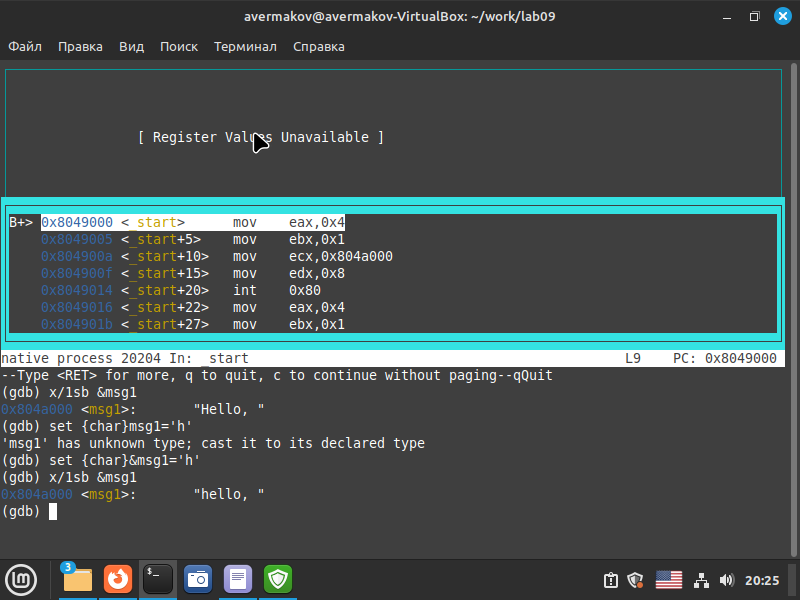 avermakov@avermakov-VirtualBox: ~/work/lab09
Файл Правка Вид Поиск Терминал Справка
[ Register Values Unavailable ]
B+> 0x8049000 <_start> mov eax,0x4
0x8049005 <_start+5> mov ebx,0x1
0x804900a <_start+10> mov ecx,0x804a000
0x804900f <_start+15> mov edx,0x8
0x8049014 <_start+20> int 0x80
0x8049016 <_start+22> mov eax,0x4
0x804901b <_start+27> mov ebx,0x1
native process 20204 In: _start L9 PC: 0x8049000
--Type <RET> for more, q to quit, c to continue without paging--qQuit
(gdb) x/1sb &msg1
0x804a000 <msg1>: "Hello, "
(gdb) set {char}msg1='h'
'msg1' has unknown type; cast it to its declared type
(gdb) set {char}&msg1='h'
(gdb) x/1sb &msg1
0x804a000 <msg1>: "hello, "
(gdb)
3
$_
20:25